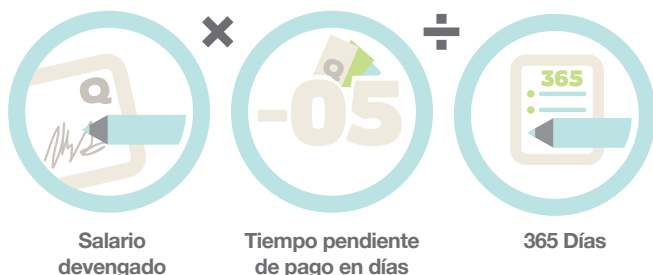 Q
×
Q
-05
÷
365
Salario
devengado
Tiempo pendiente
de pago en días
365 Días